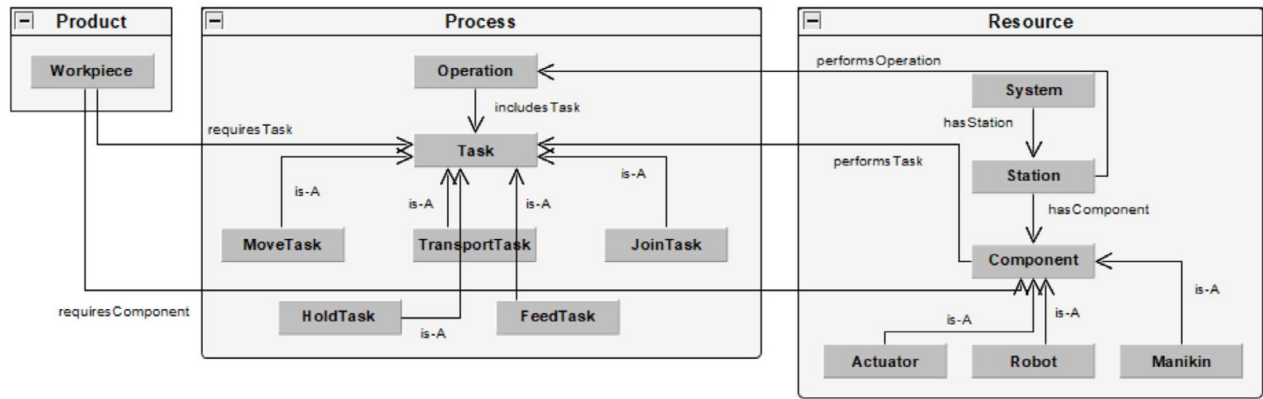 Product
Process
Resource
Workpiece
Operation
performsOperation
System
includesTask
requiresTask
hasStation
Task
performsTask
Station
is-A
is-A
is-A
is-A
hasComponent
MoveTask
TransportTask
JoinTask
Component
requiresComponent
HoldTask
is-A
FeedTask
is-A
is-A
is-A
Actuator
Robot
Manikin